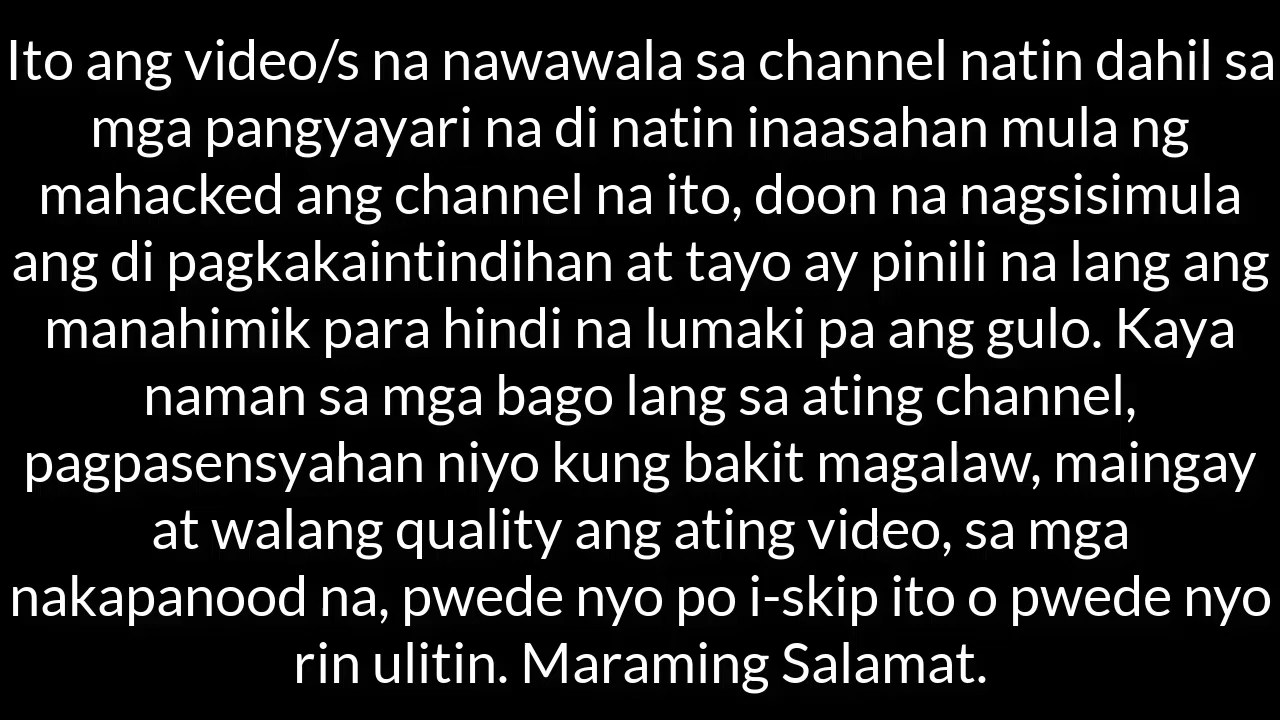 Ito ang video/s na nawawala sa channel natin dahil sa
mga pangyayari na di natin inaasahan mula ng
mahacked ang channel na ito, doon na nagsisimula
ang di pagkakaintindihan at tayo ay pinili na lang ang
manahimik para hindi na lumaki pa ang gulo. Kaya
naman sa mga bago lang sa ating channel,
pagpasensyahan niyo kung bakit magalaw, maingay
at walang quality ang ating video, sa mga
nakapanood na, pwede nyo po i-skip ito o pwede nyo
rin ulitin. Maraming Salamat.